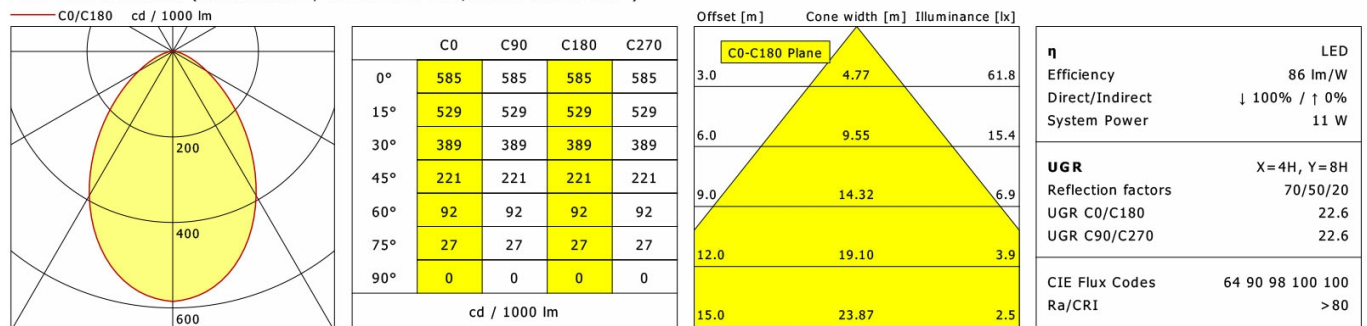 C0/C180 cd / 1000 lm
200
400
600
C0 C90 C180 C270
0° 585 585 585 585
15° 529 529 529 529
30° 389 389 389 389
45° 221 221 221 221
60° 92 92 92 92
75° 27 27 27 27
90° 0 0 0 0
cd / 1000 lm
Offset [m] Cone width [m] Illuminance [lx]
C0-C180 Plane
3.0 4.77 61.8
6.0 9.55 15.4
9.0 14.32 6.9
12.0 19.10 3.9
15.0 23.87 2.5
η LED
Efficiency 86 lm/W
Direct/Indirect ↓ 100% / ↑ 0%
System Power 11 W
UGR X=4H, Y=8H
Reflection factors 70/50/20
UGR C0/C180 22.6
UGR C90/C270 22.6
CIE Flux Codes 64 90 98 100 100
Ra/CRI >80